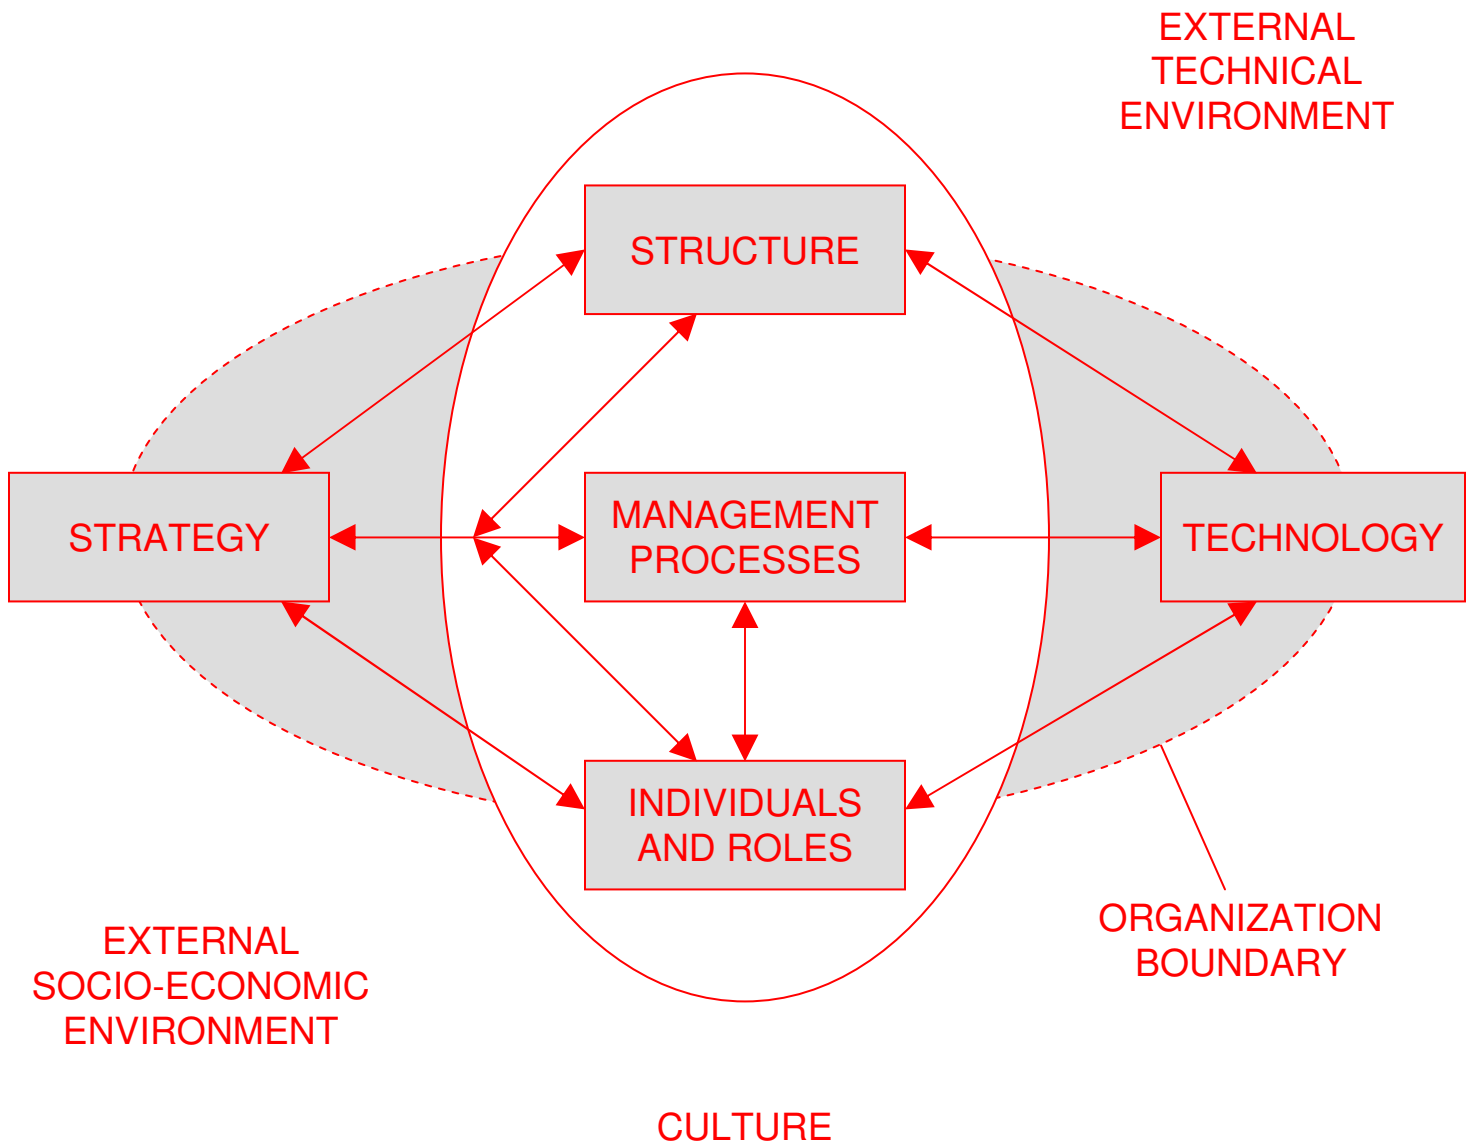 EXTERNAL
TECHNICAL
ENVIRONMENT
STRUCTURE
STRATEGY
MANAGEMENT
PROCESSES
TECHNOLOGY
INDIVIDUALS
AND ROLES
ORGANIZATION
BOUNDARY
EXTERNAL
SOCIO-ECONOMIC
ENVIRONMENT
CULTURE